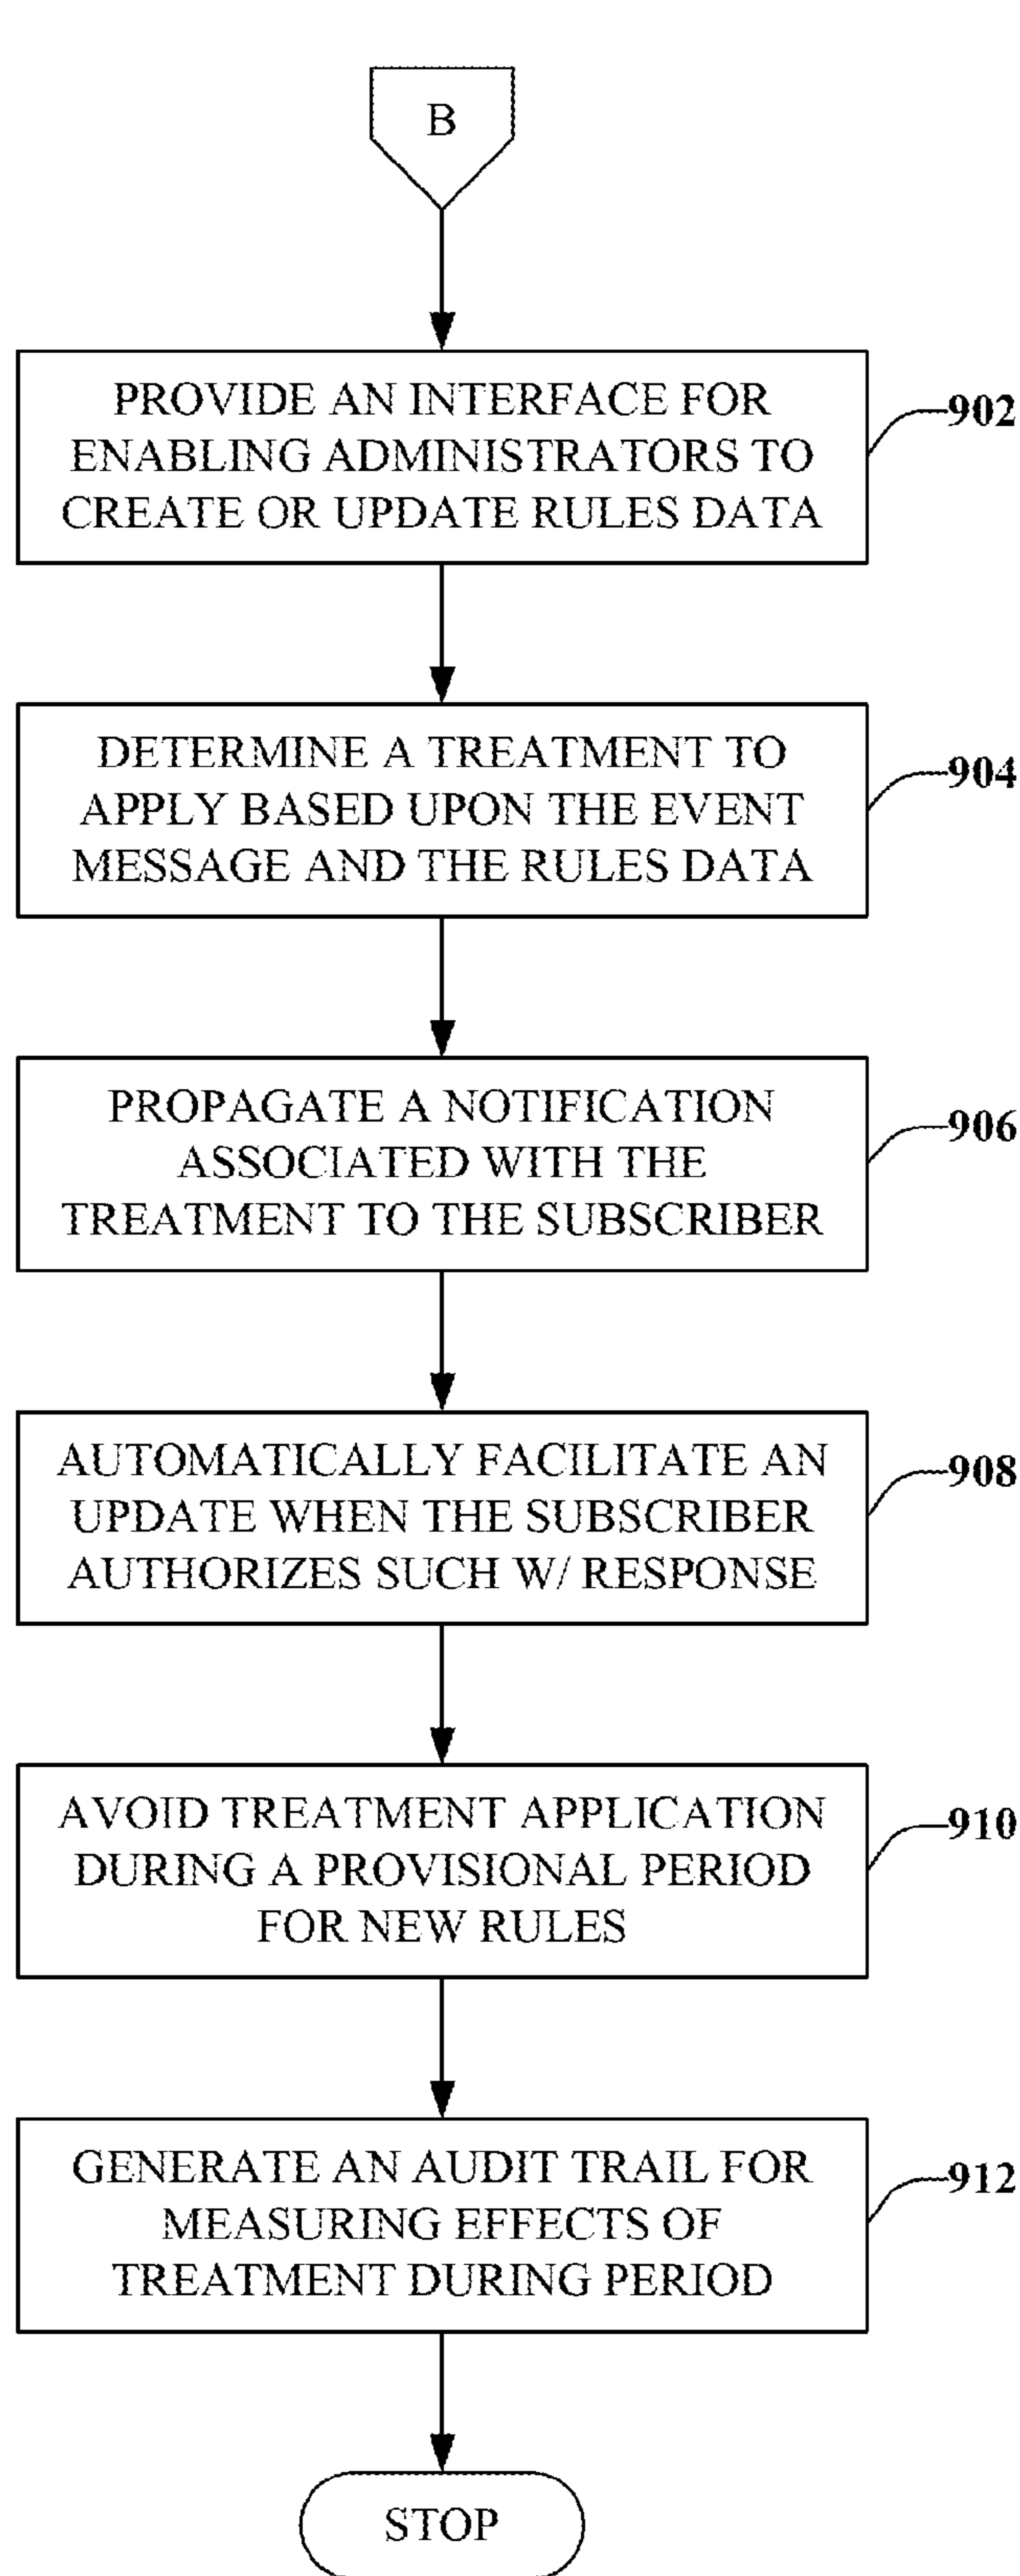 B
PROVIDE AN INTERFACE FOR
ENABLING ADMINISTRATORS TO
CREATE OR UPDATE RULES DATA
902
DETERMINE A TREATMENT TO
APPLY BASED UPON THE EVENT
MESSAGE AND THE RULES DATA
904
PROPAGATE A NOTIFICATION
ASSOCIATED WITH THE
TREATMENT TO THE SUBSCRIBER
906
AUTOMATICALLY FACILITATE AN
UPDATE WHEN THE SUBSCRIBER
AUTHORIZES SUCH W/ RESPONSE
908
AVOID TREATMENT APPLICATION
DURING A PROVISIONAL PERIOD
FOR NEW RULES
910
GENERATE AN AUDIT TRAIL FOR
MEASURING EFFECTS OF
TREATMENT DURING PERIOD
912
STOP